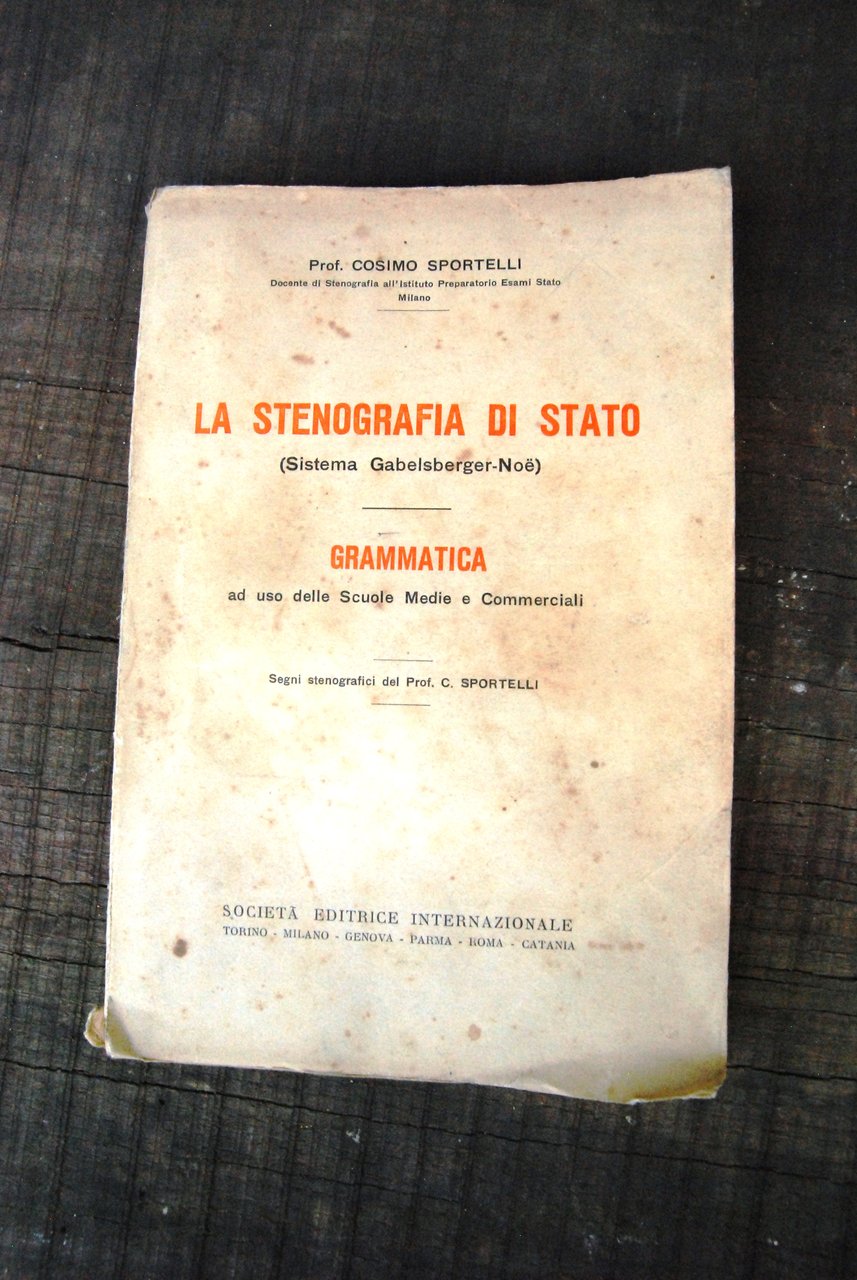 Prof. COSIMO SPORTELLI
Docente di Stenografia all'Istituto Preparatorio Esami Stato
Milano
LA STENOGRAFIA DI STATO
(Sistema Gabelsberger-Noë)
GRAMMATICA
ad uso delle Scuole Medie e Commerciali
Segni stenografici del Prof. C. SPORTELLI
SOCIETÀ EDITRICE INTERNAZIONALE
TORINO - MILANO - GENOVA - PARMA - ROMA - CATANIA